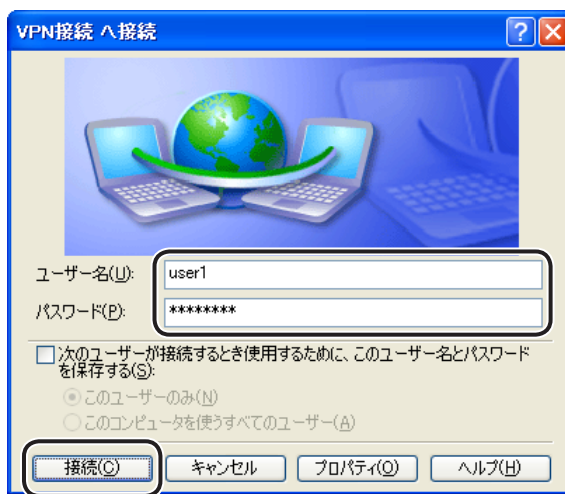 VPN接続 へ接続
ユーザー名(U):
user1
パスワード(P):
********
次のユーザーが接続するとき使用するために、このユーザー名とパスワード
を保存する(S):
このユーザーのみ(N)
このコンピュータを使うすべてのユーザー(A)
接続(C)
キャンセル
プロパティ(O)
ヘルプ(H)